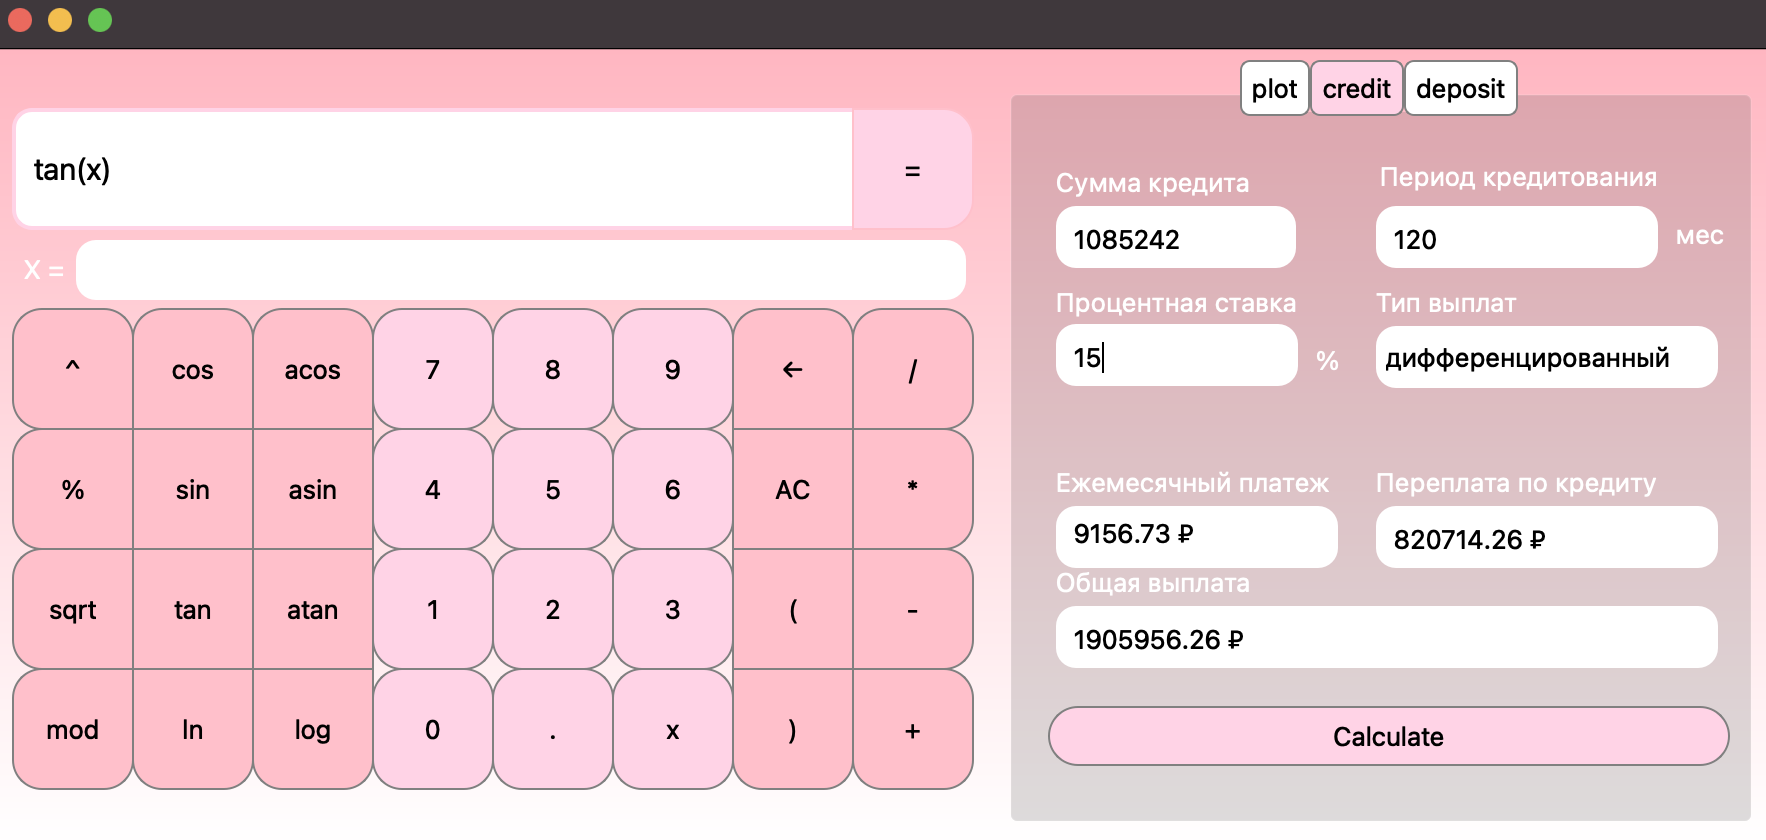 tan(x)
=
X =
^ cos acos 7 8 9 ← /
% sin asin 4 5 6 AC *
sqrt tan atan 1 2 3 ( -
mod ln log 0 . x ) +
plot credit deposit
Сумма кредита
Период кредитования
1085242
120 мес
Процентная ставка
Тип выплат
15 %
дифференцированный
Ежемесячный платеж
Переплата по кредиту
9156.73 ₽
820714.26 ₽
Общая выплата
1905956.26 ₽
Calculate